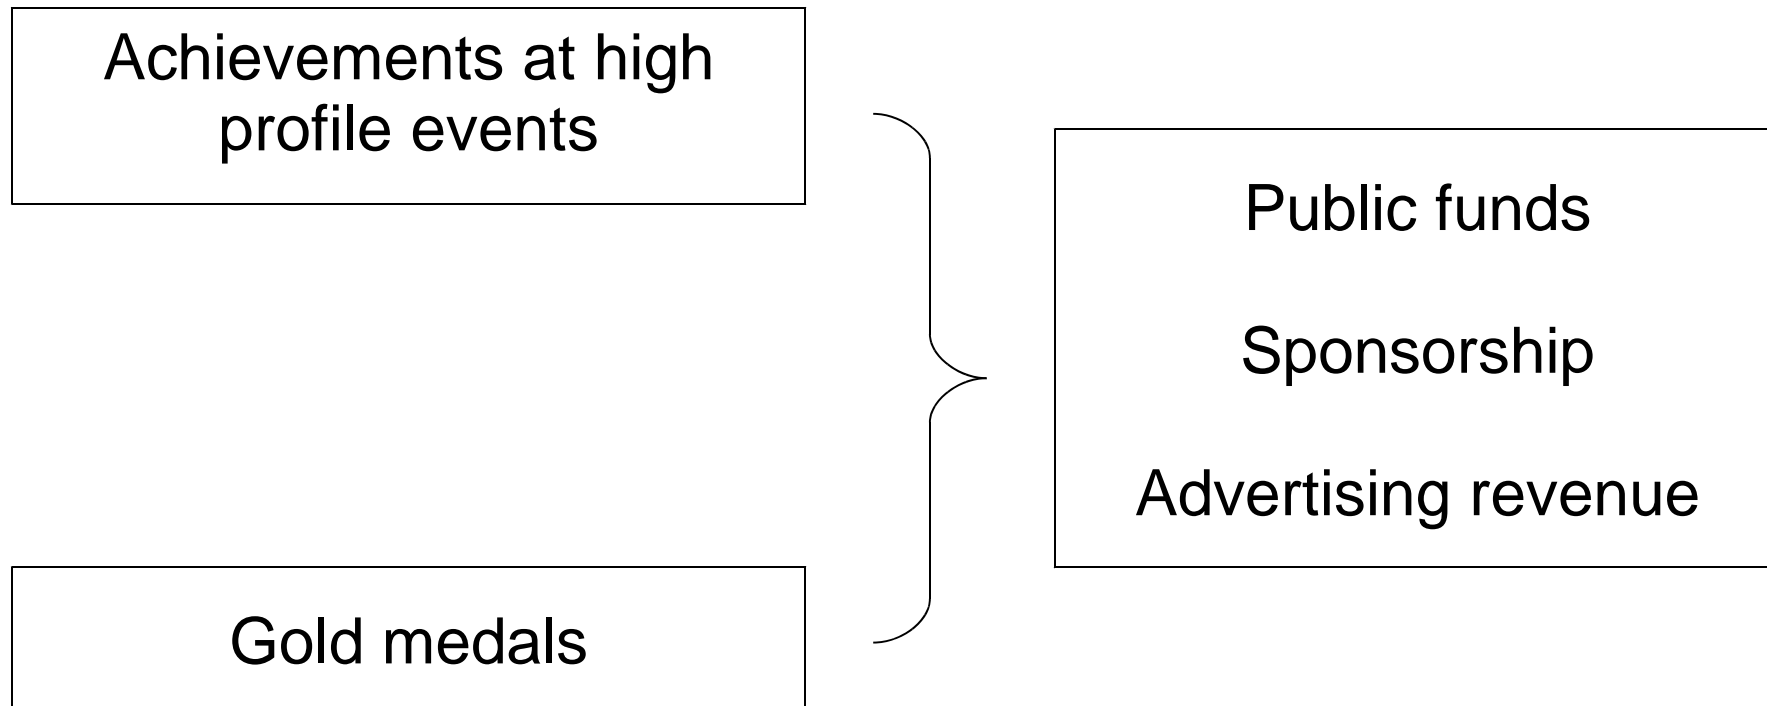 Achievements at high
profile events
Public funds
Sponsorship
Advertising revenue
Gold medals